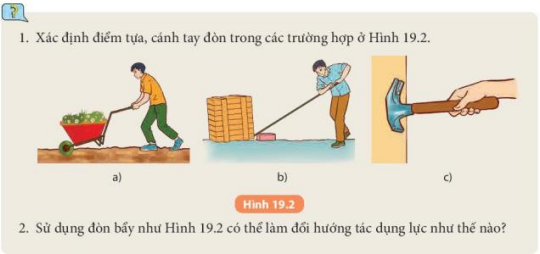 ?
1. Xác định điểm tựa, cánh tay đòn trong các trường hợp ở Hình 19.2.
a)
b)
c)
Hình 19.2
2. Sử dụng đòn bẩy như Hình 19.2 có thể làm đổi hướng tác dụng lực như thế nào?